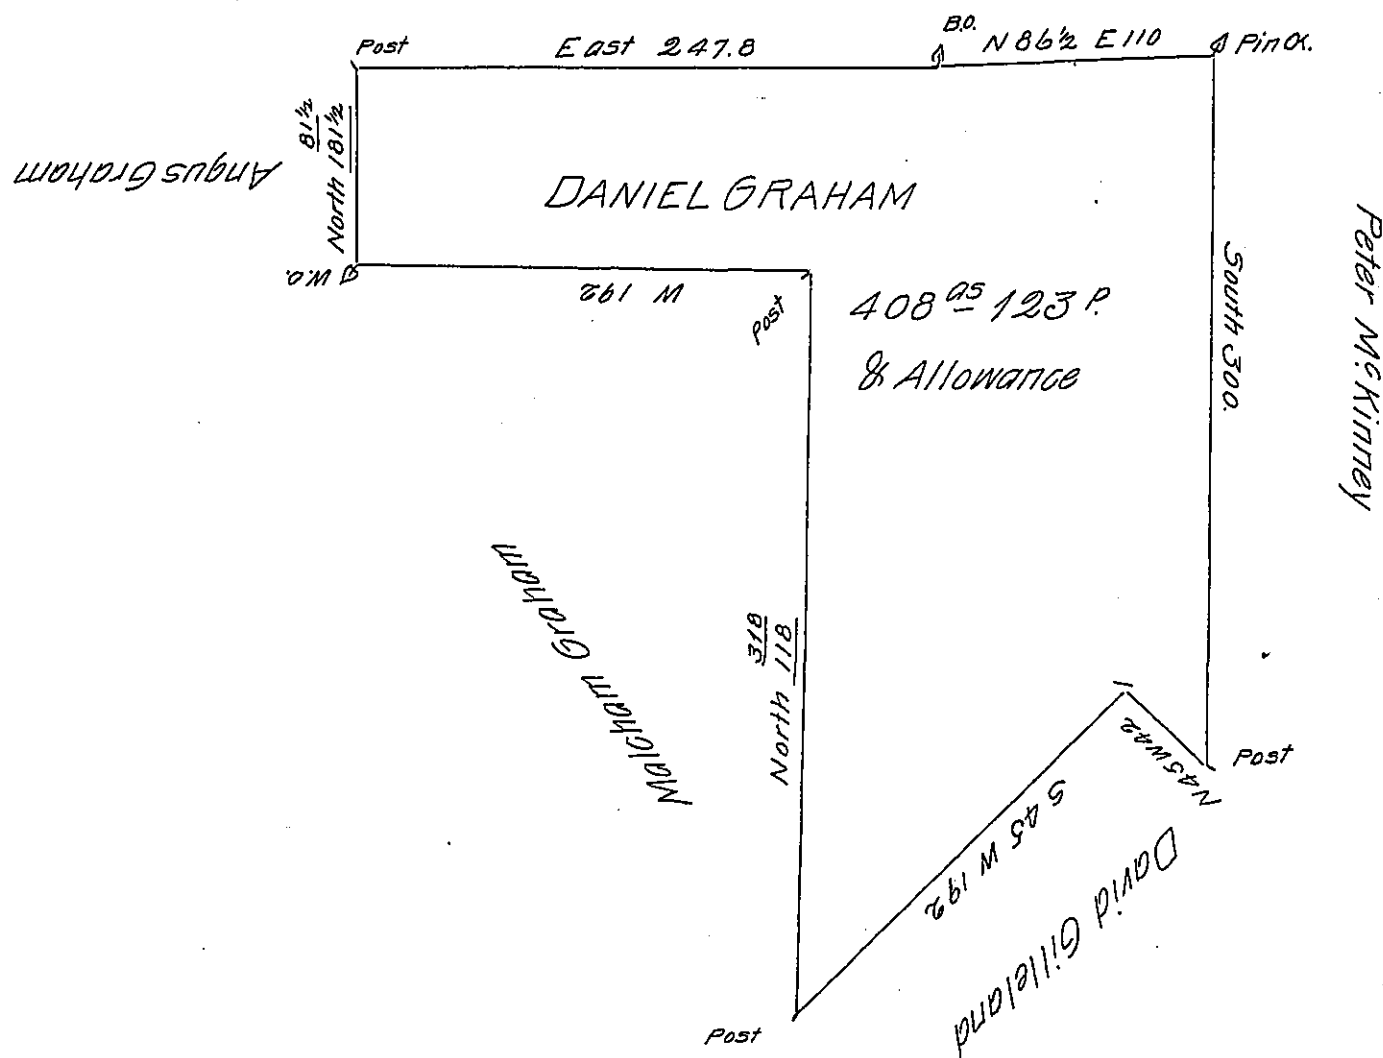 Post
East 247.8
B.O.
N 86½ E 110
Pin O.
81½
North 181½
Angus Graham
DANIEL GRAHAM
W.O.
W 192
Post
408 as 123 P.
& Allowance
South 300.
Peter McKinney
Malcham Graham
318
North 118
N45W42
Post
S 45 W 192
David Gilleland
Post